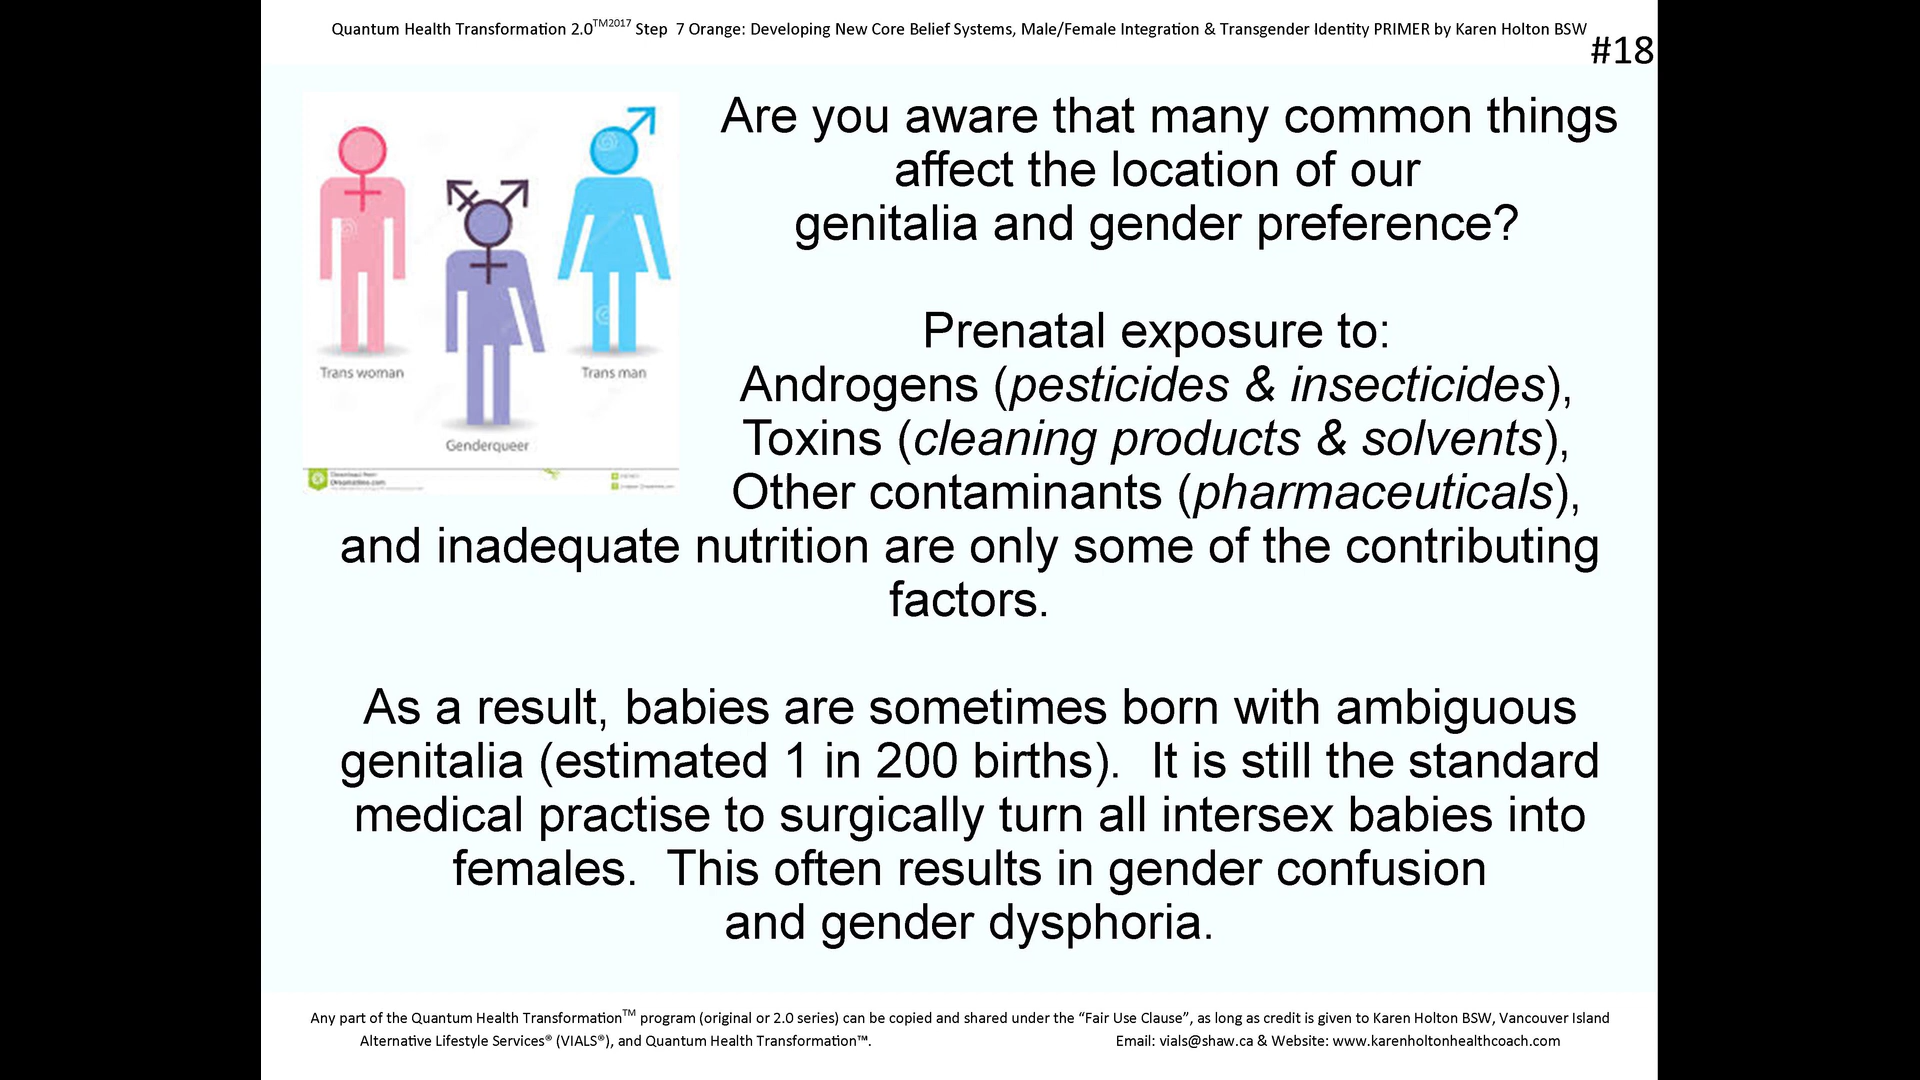 Quantum Health Transformation 2.0TM2017 Step  7 Orange: Developing New Core Belief Systems, Male/Female Integration & Transgender Identity PRIMER by Karen Holton BSW
#18
Are you aware that many common things
affect the location of our
genitalia and gender preference?
Trans woman
Trans man
Genderqueer
Dreamstime.com
Prenatal exposure to:
Androgens (pesticides & insecticides),
Toxins (cleaning products & solvents),
Other contaminants (pharmaceuticals),
and inadequate nutrition are only some of the contributing
factors.
As a result, babies are sometimes born with ambiguous
genitalia (estimated 1 in 200 births).  It is still the standard
medical practise to surgically turn all intersex babies into
females.  This often results in gender confusion
and gender dysphoria.
Any part of the Quantum Health TransformationTM program (original or 2.0 series) can be copied and shared under the “Fair Use Clause”, as long as credit is given to Karen Holton BSW, Vancouver Island
Alternative Lifestyle Services® (VIALS®), and Quantum Health Transformation™.
Email: vials@shaw.ca & Website: www.karenholtonhealthcoach.com